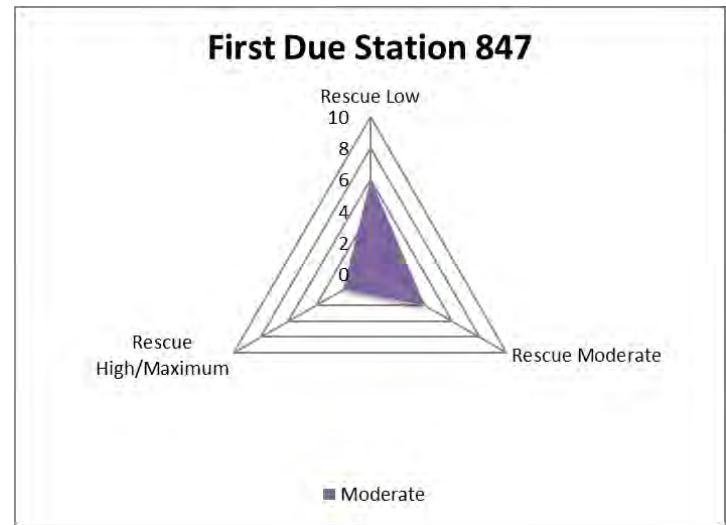 First Due Station 847
Rescue Low
10
8
6
4
2
0
Rescue
High/Maximum
Rescue Moderate
Moderate